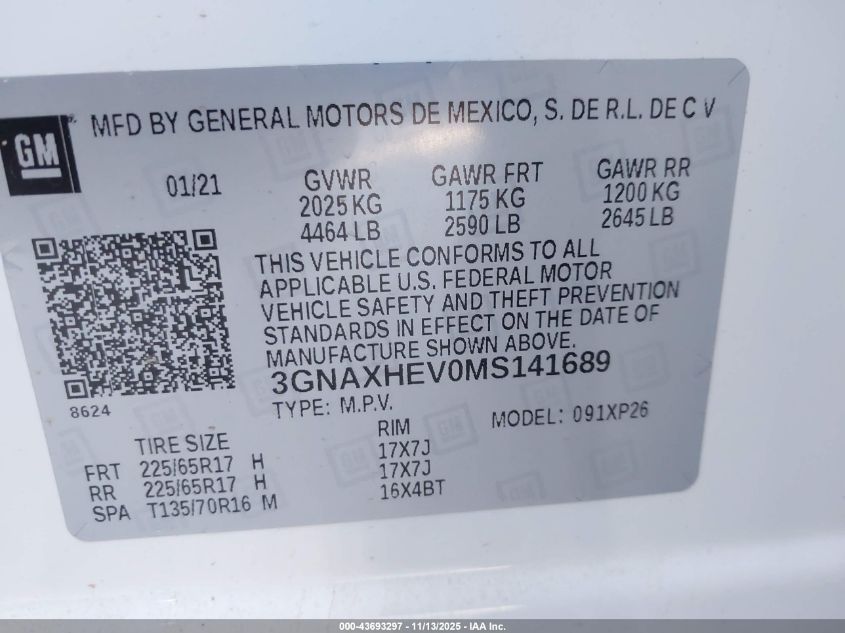 MFD BY GENERAL MOTORS DE MEXICO, S. DE R.L. DE C V
GM
01/21
GVWR
2025 KG
4464 LB
GAWR FRT
1175 KG
2590 LB
GAWR RR
1200 KG
2645 LB
THIS VEHICLE CONFORMS TO ALL
APPLICABLE U.S. FEDERAL MOTOR
VEHICLE SAFETY AND THEFT PREVENTION
STANDARDS IN EFFECT ON THE DATE OF
MANUFACTURE SHOWN ABOVE.
3GNAXHEV0MS141689
8624
TYPE: M.P.V.
MODEL: 091XP26
TIRE SIZE RIM
FRT 225/65R17 H 17X7J
RR 225/65R17 H 17X7J
SPA T135/70R16 M 16X4BT
000-43693297 - 11/13/2025 - IAA Inc.